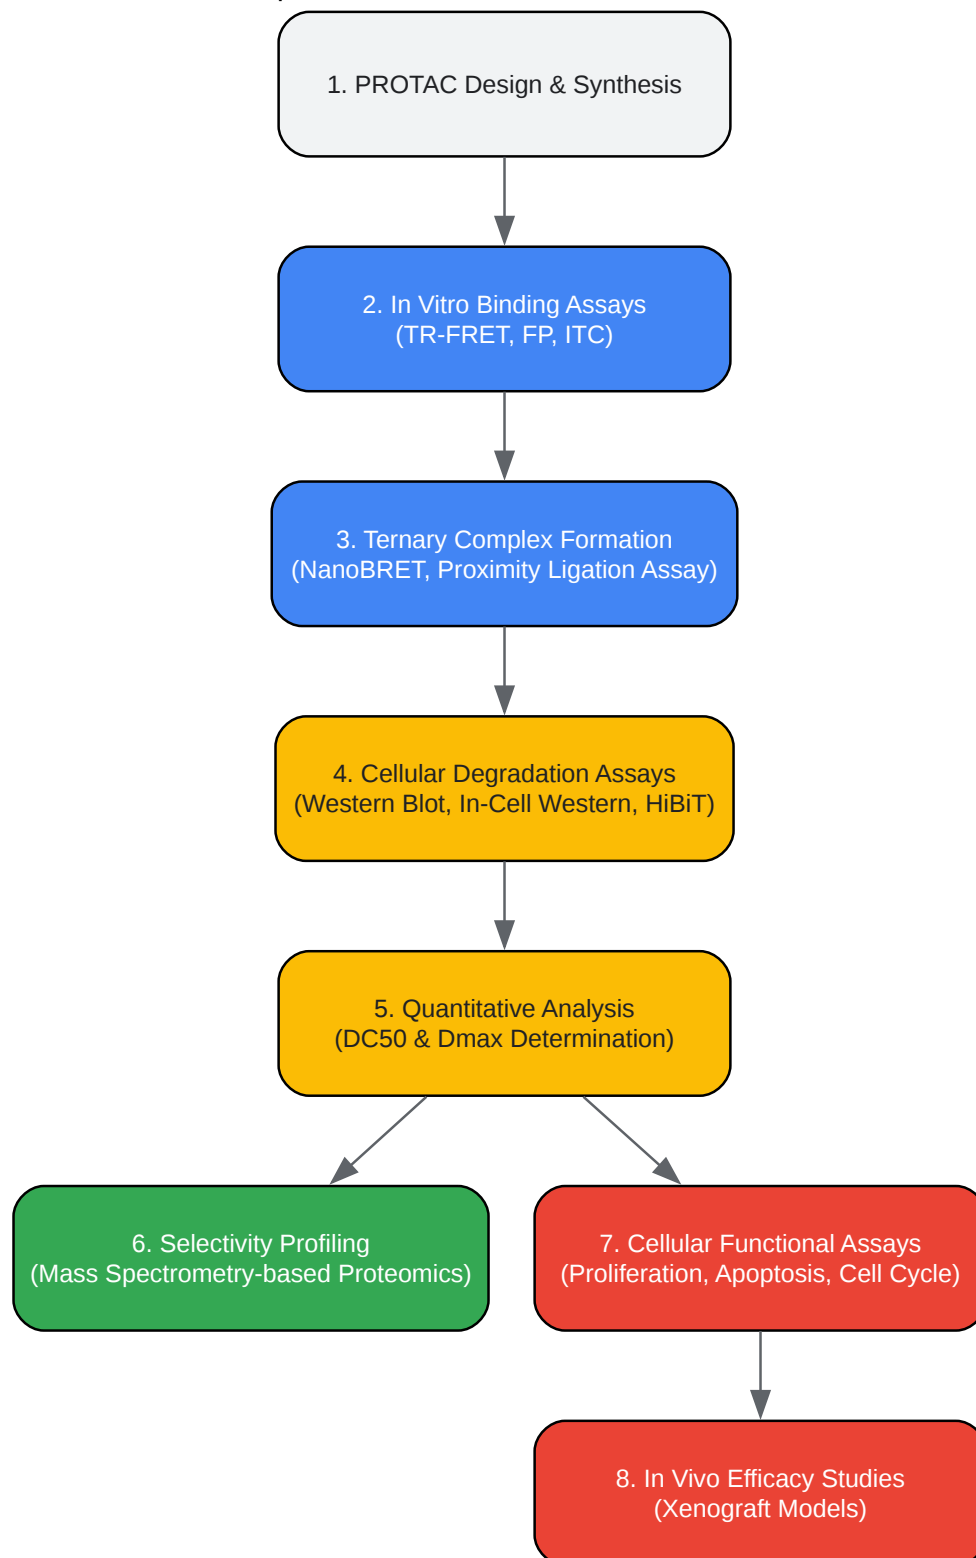 1. PROTAC Design & Synthesis
2. In Vitro Binding Assays
(TR-FRET, FP, ITC)
3. Ternary Complex Formation
(NanoBRET, Proximity Ligation Assay)
4. Cellular Degradation Assays
(Western Blot, In-Cell Western, HiBiT)
5. Quantitative Analysis
(DC50 & Dmax Determination)
6. Selectivity Profiling
(Mass Spectrometry-based Proteomics)
7. Cellular Functional Assays
(Proliferation, Apoptosis, Cell Cycle)
8. In Vivo Efficacy Studies
(Xenograft Models)